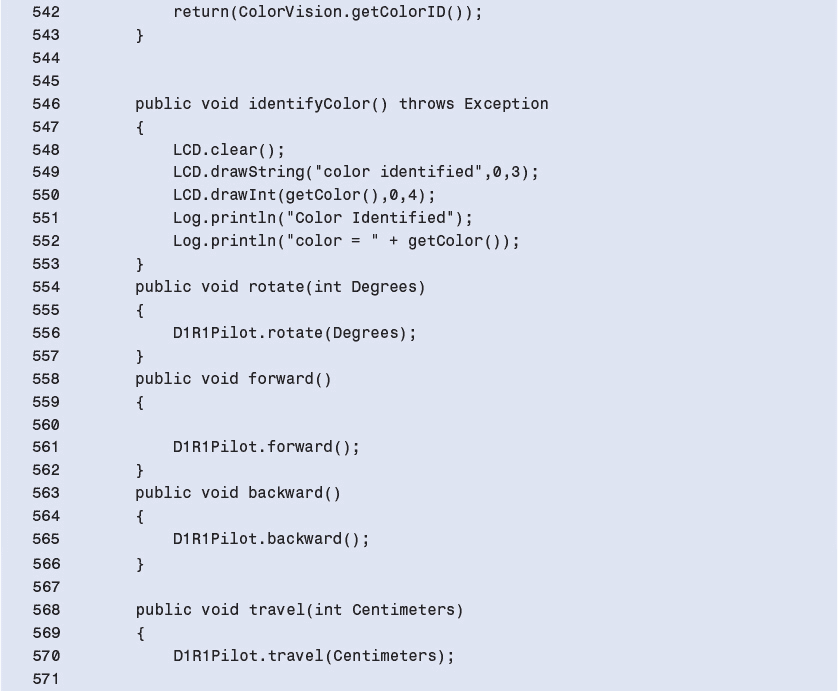 542            return(ColorVision.getColorID());
543        }
544
545
546        public void identifyColor() throws Exception
547        {
548            LCD.clear();
549            LCD.drawString("color identified",0,3);
550            LCD.drawInt(getColor(),0,4);
551            Log.println("Color Identified");
552            Log.println("color = " + getColor());
553        }
554        public void rotate(int Degrees)
555        {
556            D1R1Pilot.rotate(Degrees);
557        }
558        public void forward()
559        {
560
561            D1R1Pilot.forward();
562        }
563        public void backward()
564        {
565            D1R1Pilot.backward();
566        }
567
568        public void travel(int Centimeters)
569        {
570            D1R1Pilot.travel(Centimeters);
571